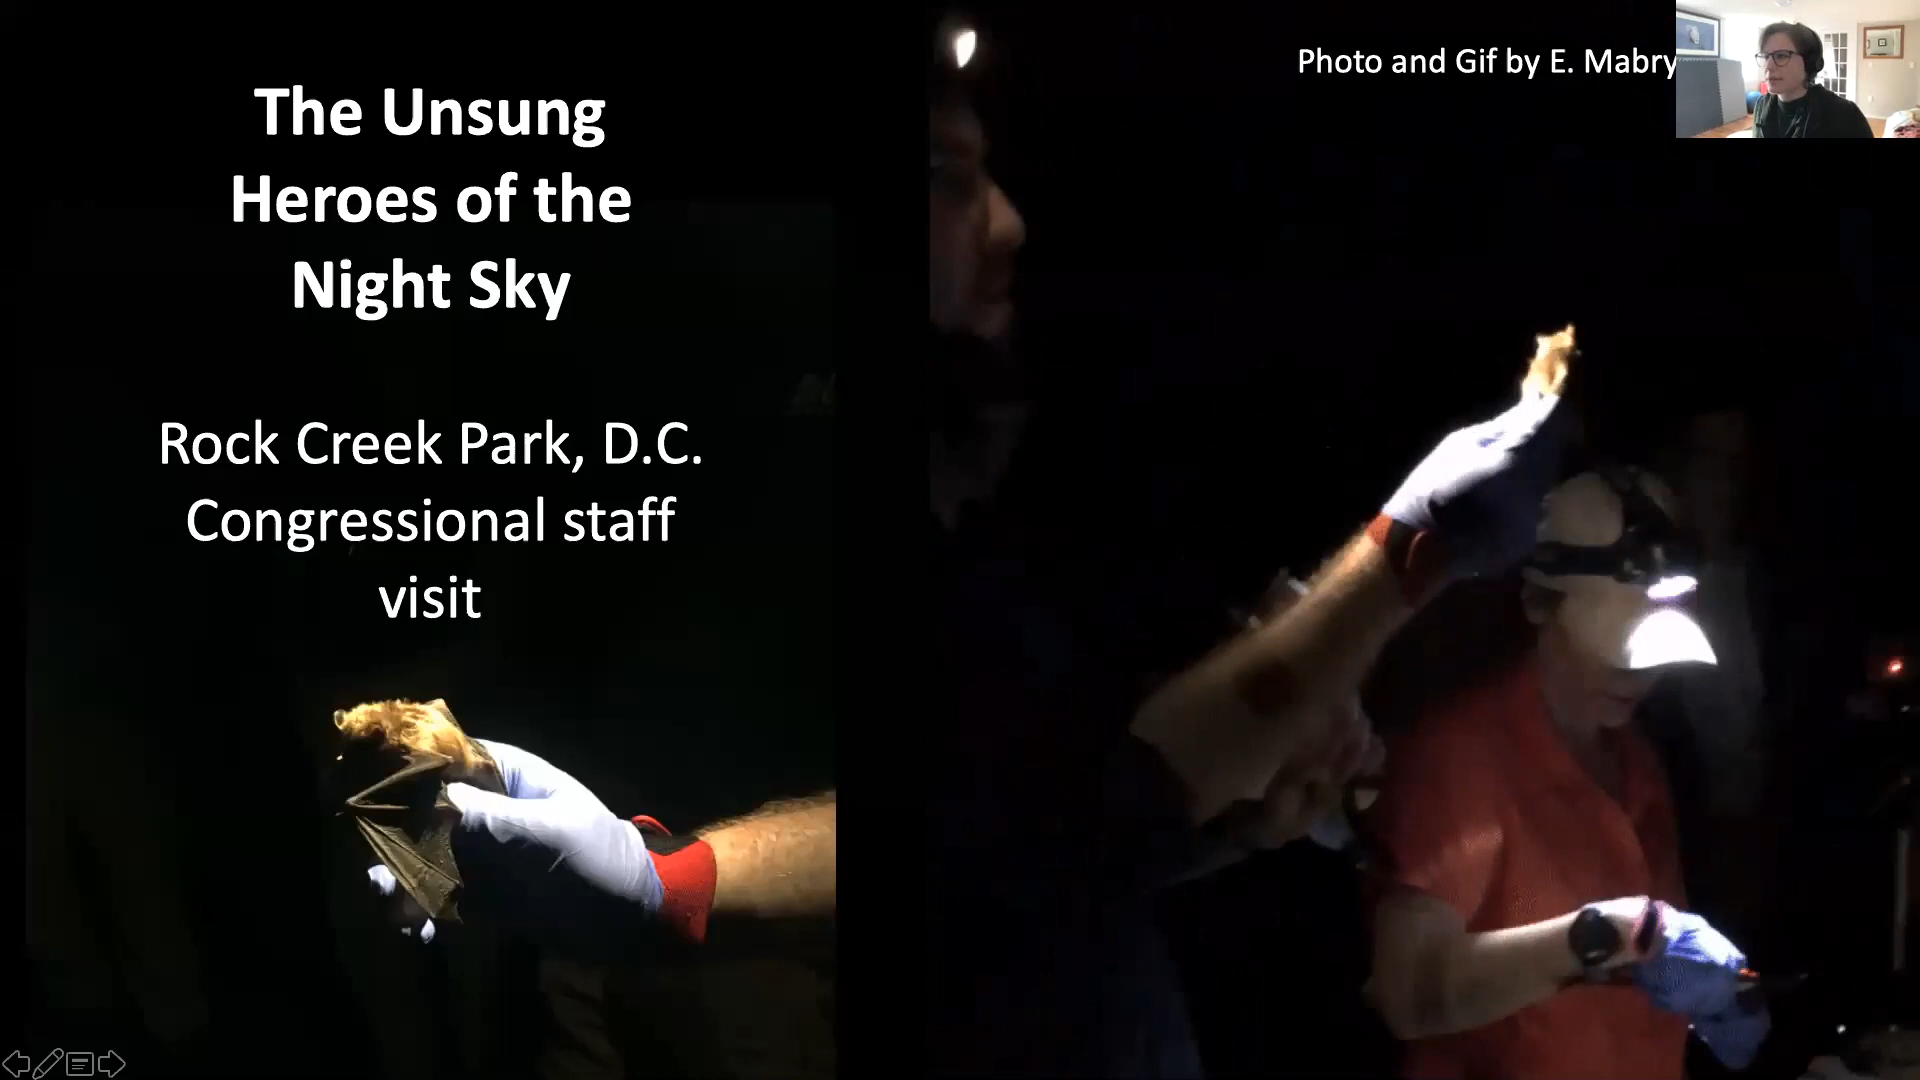 The Unsung
Heroes of the
Night Sky
Rock Creek Park, D.C.
Congressional staff
visit
Photo and Gif by E. Mabry